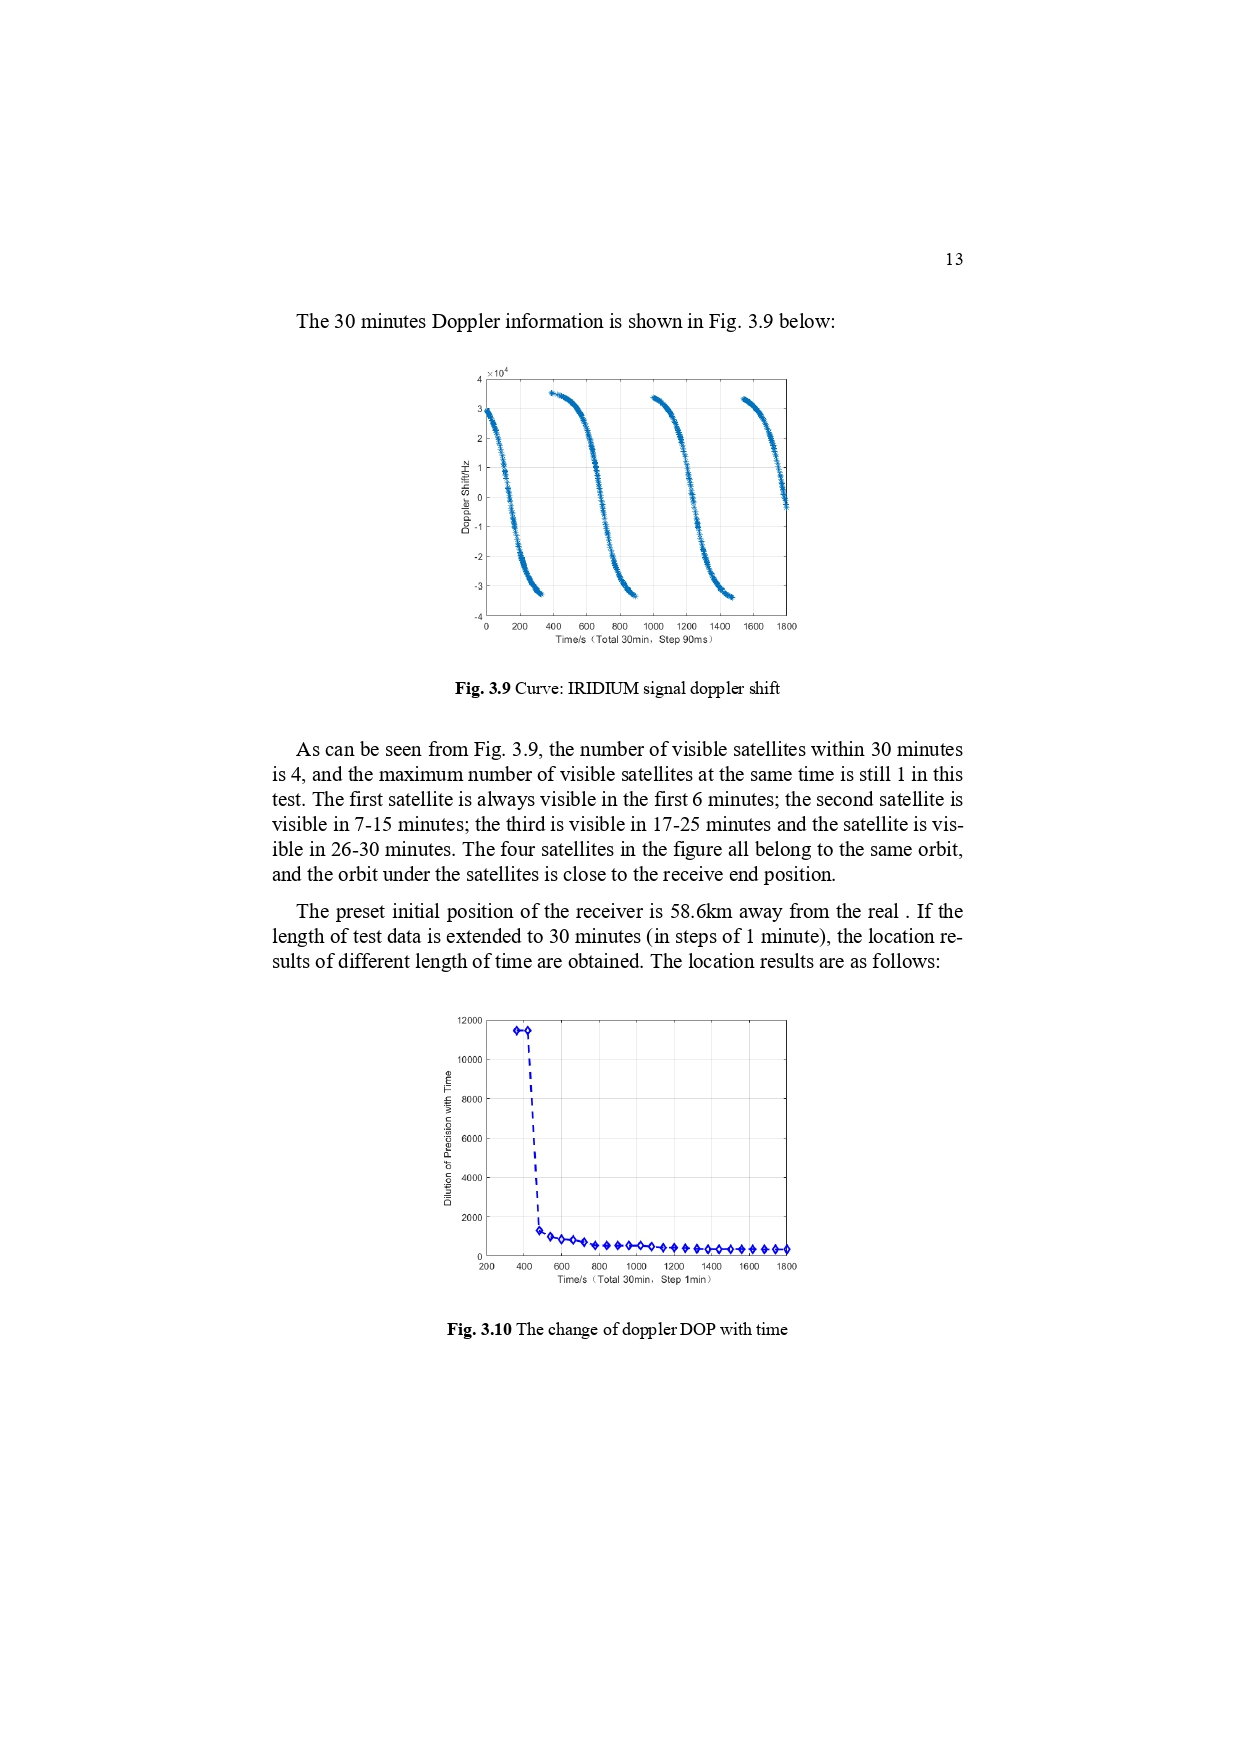 13
The 30 minutes Doppler information is shown in Fig. 3.9 below:
×10⁴
4
3
2
1
0
-1
-2
-3
-4
Doppler Shift/Hz
0 200 400 600 800 1000 1200 1400 1600 1800
Time/s（Total 30min，Step 90ms）
Fig. 3.9 Curve: IRIDIUM signal doppler shift
As can be seen from Fig. 3.9, the number of visible satellites within 30 minutes
is 4, and the maximum number of visible satellites at the same time is still 1 in this
test. The first satellite is always visible in the first 6 minutes; the second satellite is
visible in 7-15 minutes; the third is visible in 17-25 minutes and the satellite is vis-
ible in 26-30 minutes. The four satellites in the figure all belong to the same orbit,
and the orbit under the satellites is close to the receive end position.
The preset initial position of the receiver is 58.6km away from the real . If the
length of test data is extended to 30 minutes (in steps of 1 minute), the location re-
sults of different length of time are obtained. The location results are as follows:
12000
10000
8000
6000
4000
2000
0
Dilution of Precision with Time
200 400 600 800 1000 1200 1400 1600 1800
Time/s（Total 30min，Step 1min）
Fig. 3.10 The change of doppler DOP with time